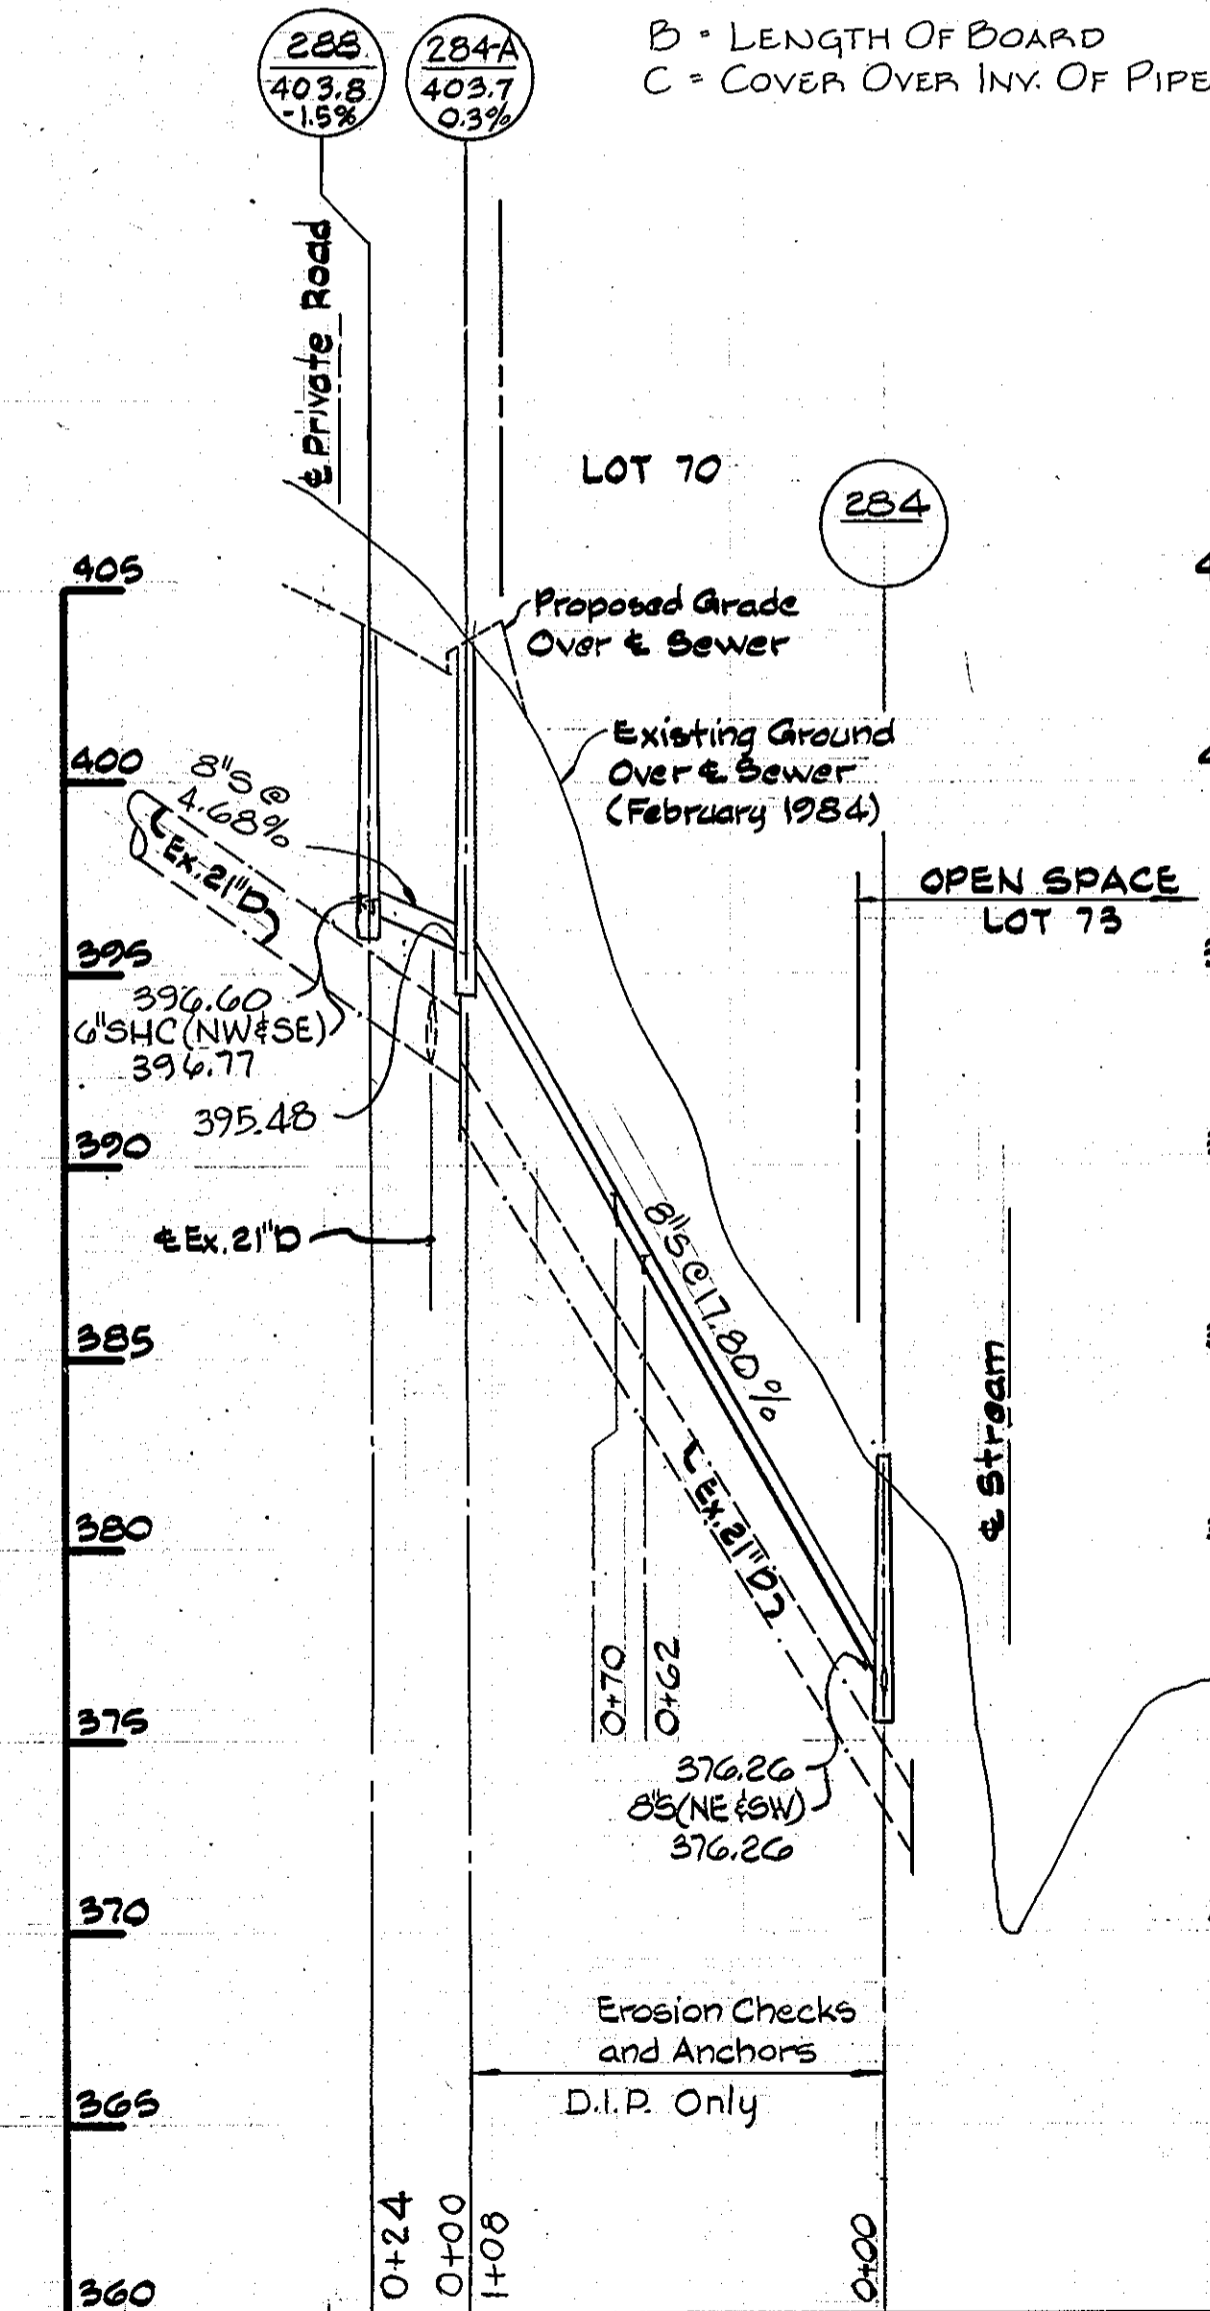 B = LENGTH OF BOARD
C = COVER OVER INV. OF PIPE
288
403.8
-1.5%
284-A
403.7
0.3%
℄ Private Road
LOT 70
284
405
Proposed Grade
Over ℄ Sewer
Existing Ground
Over ℄ Sewer
(February 1984)
400
8"S @
4.68%
Ex. 21"D
OPEN SPACE
LOT 73
395
396.60
6"SHC (NW & SE)
396.77
395.48
390
℄ Ex. 21"D
8"S @ 17.80%
385
℄ Stream
Ex. 21"D
380
0+70
0+62
375
376.26
8"S (NE & SW)
376.26
370
Erosion Checks
and Anchors
D.I.P. Only
365
0+24
0+00
1+08
0+00
360